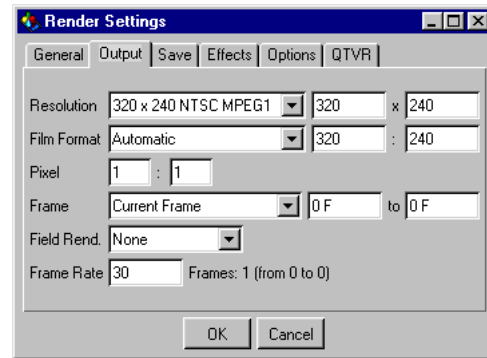 Render Settings
General Output Save Effects Options QTVR
Resolution 320 x 240 NTSC MPEG1 320 x 240
Film Format Automatic 320 : 240
Pixel 1 : 1
Frame Current Frame 0 F to 0 F
Field Rend. None
Frame Rate 30 Frames: 1 (from 0 to 0)
OK Cancel